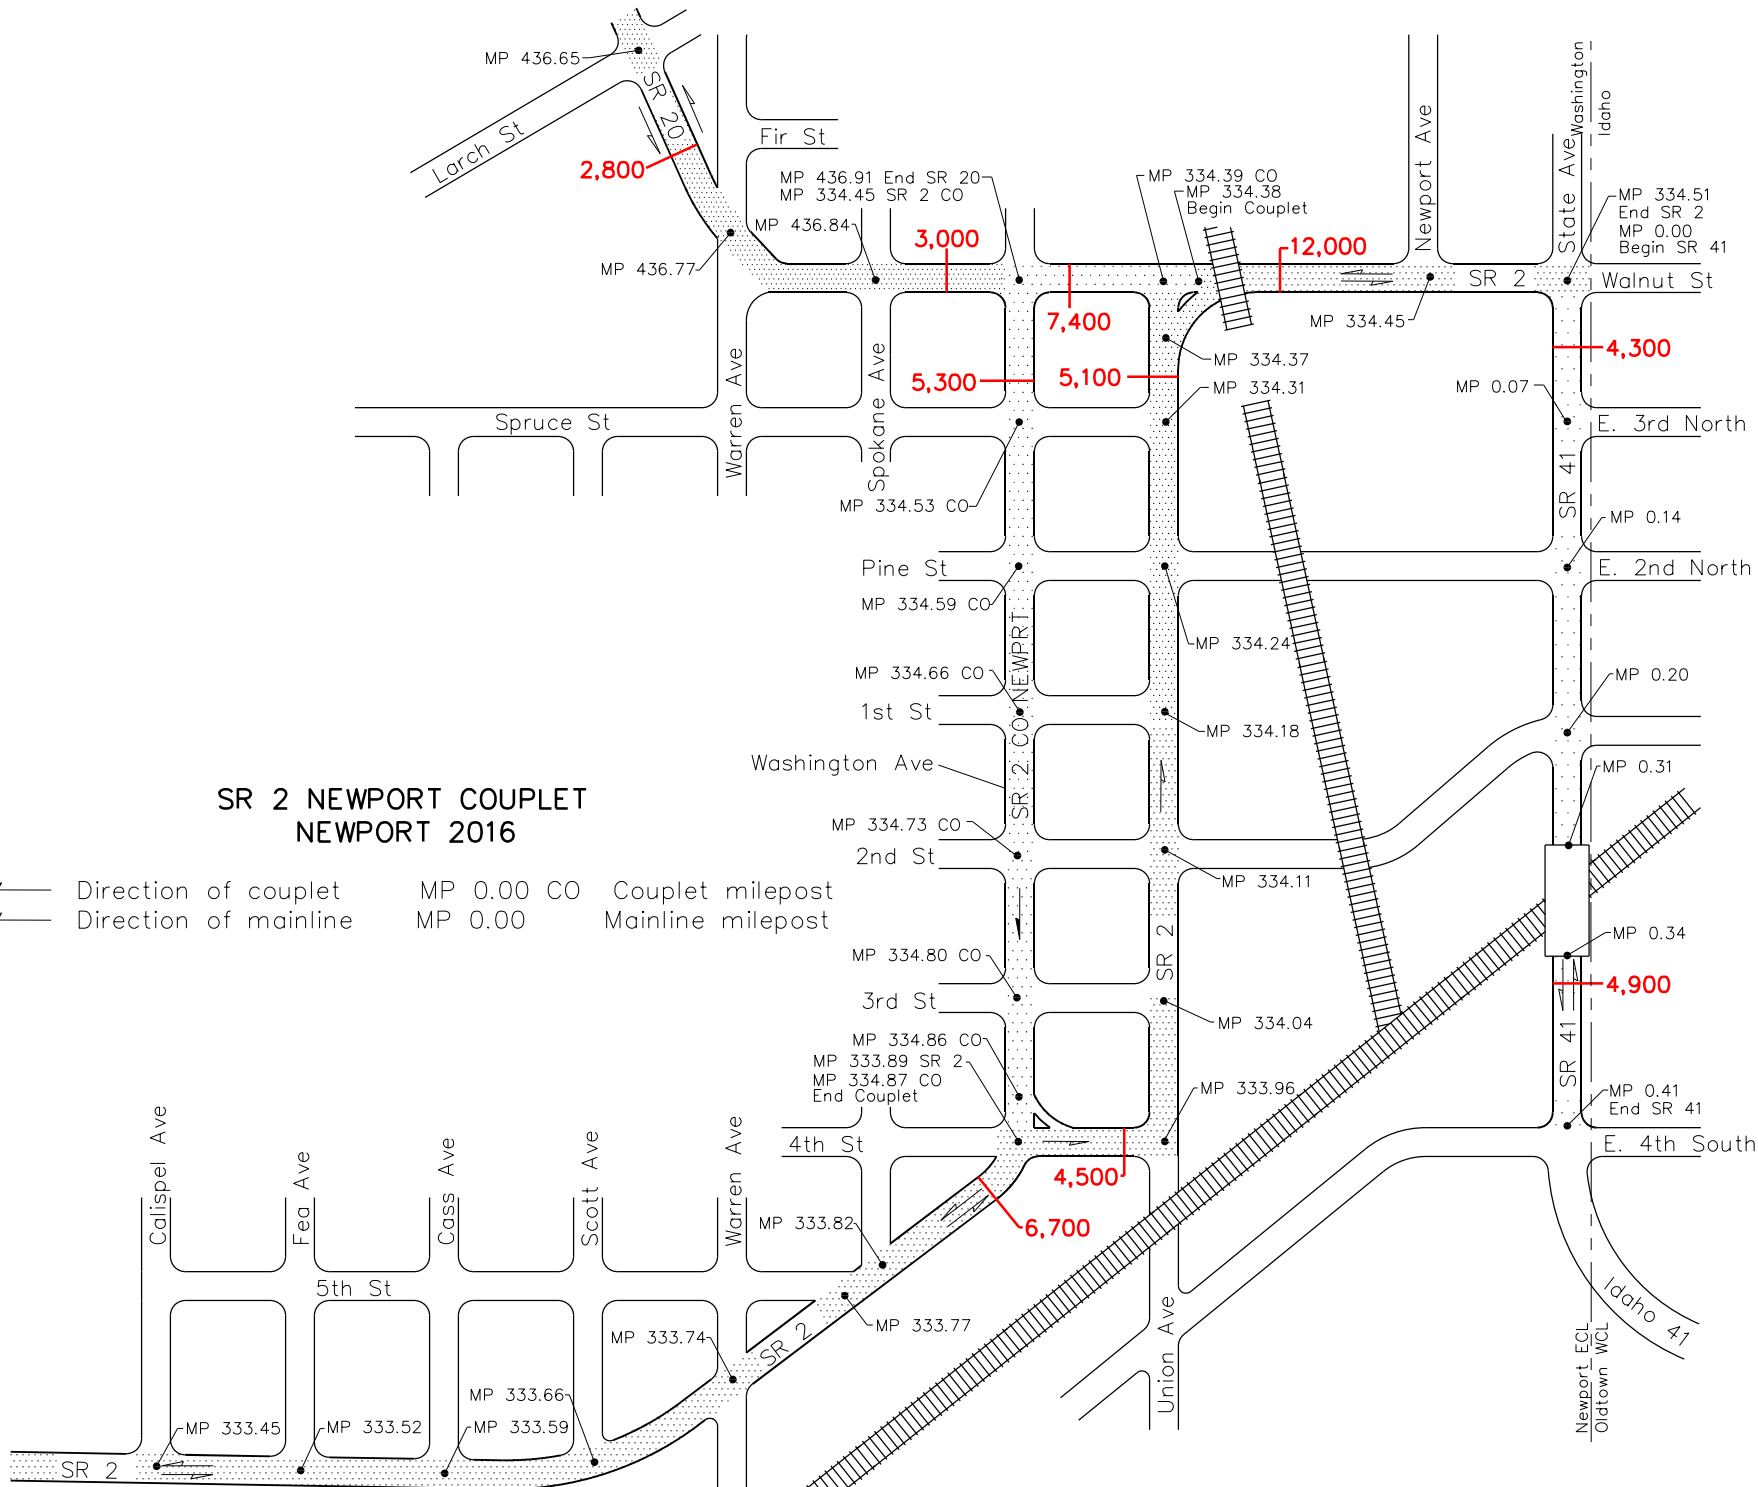 MP 436.65
SR 20
Larch St
Fir St
2,800
MP 436.91 End SR 20
MP 334.45 SR 2 CO
MP 436.84
MP 436.77
3,000
MP 334.39 CO
MP 334.38
Begin Couplet
12,000
Newport Ave
State Ave
Washington
Idaho
MP 334.51
End SR 2
MP 0.00
Begin SR 41
SR 2
Walnut St
MP 334.45
7,400
5,300
5,100
MP 334.37
MP 334.31
4,300
MP 0.07
Spruce St
Warren Ave
Spokane Ave
E. 3rd North
MP 334.53 CO
SR 41
MP 0.14
Pine St
MP 334.59 CO
E. 2nd North
MP 334.24
MP 334.66 CO
SR 2 CO NEWPRT
MP 0.20
1st St
MP 334.18
Washington Ave
MP 0.31
SR 2 NEWPORT COUPLET
NEWPORT 2016
MP 334.73 CO
2nd St
MP 334.11
Direction of couplet MP 0.00 CO Couplet milepost
Direction of mainline MP 0.00 Mainline milepost
MP 334.80 CO
SR 2
MP 0.34
3rd St
4,900
MP 334.04
MP 334.86 CO
MP 333.89 SR 2
MP 334.87 CO
End Couplet
SR 41
MP 333.96
MP 0.41
End SR 41
4th St
E. 4th South
4,500
Calispel Ave
Fea Ave
Cass Ave
Scott Ave
Warren Ave
MP 333.82
6,700
5th St
Idaho 41
MP 333.74
SR 2
MP 333.77
Union Ave
Newport ECL
Oldtown WCL
MP 333.66
MP 333.45
MP 333.52
MP 333.59
SR 2